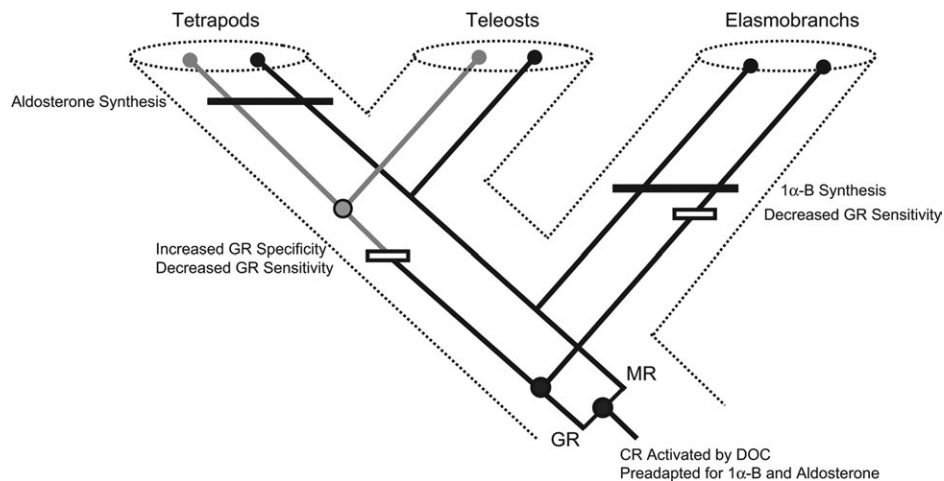 Tetrapods
Teleosts
Elasmobranchs
Aldosterone Synthesis
1α-B Synthesis
Decreased GR Sensitivity
Increased GR Specificity
Decreased GR Sensitivity
MR
GR
CR Activated by DOC
Preadapted for 1α-B and Aldosterone